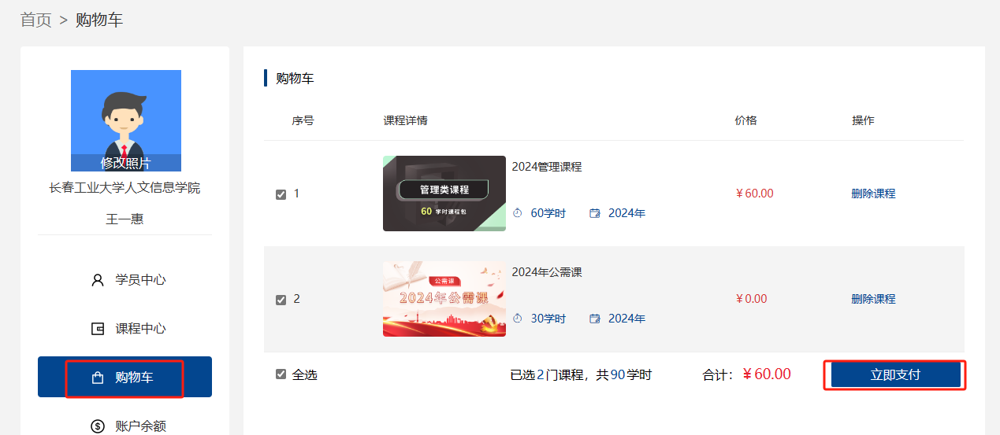 首页 > 购物车
修改照片
长春工业大学人文信息学院
王一惠
学员中心
课程中心
购物车
账户余额
购物车
序号 课程详情 价格 操作
管理类课程
60 学时课程包
2024管理课程
1 ¥60.00 删除课程
60学时 2024年
公需课
2024年公需课
2024年公需课
2 ¥0.00 删除课程
30学时 2024年
全选 已选2门课程，共90学时 合计：¥60.00 立即支付